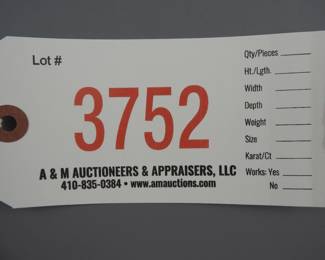 Lot #
3752
A & M AUCTIONEERS & APPRAISERS, LLC
410-835-0384 • www.amauctions.com
Qty/Pieces
Ht./Lgth.
Width
Depth
Weight
Size
Karat/Ct
Works: Yes
No